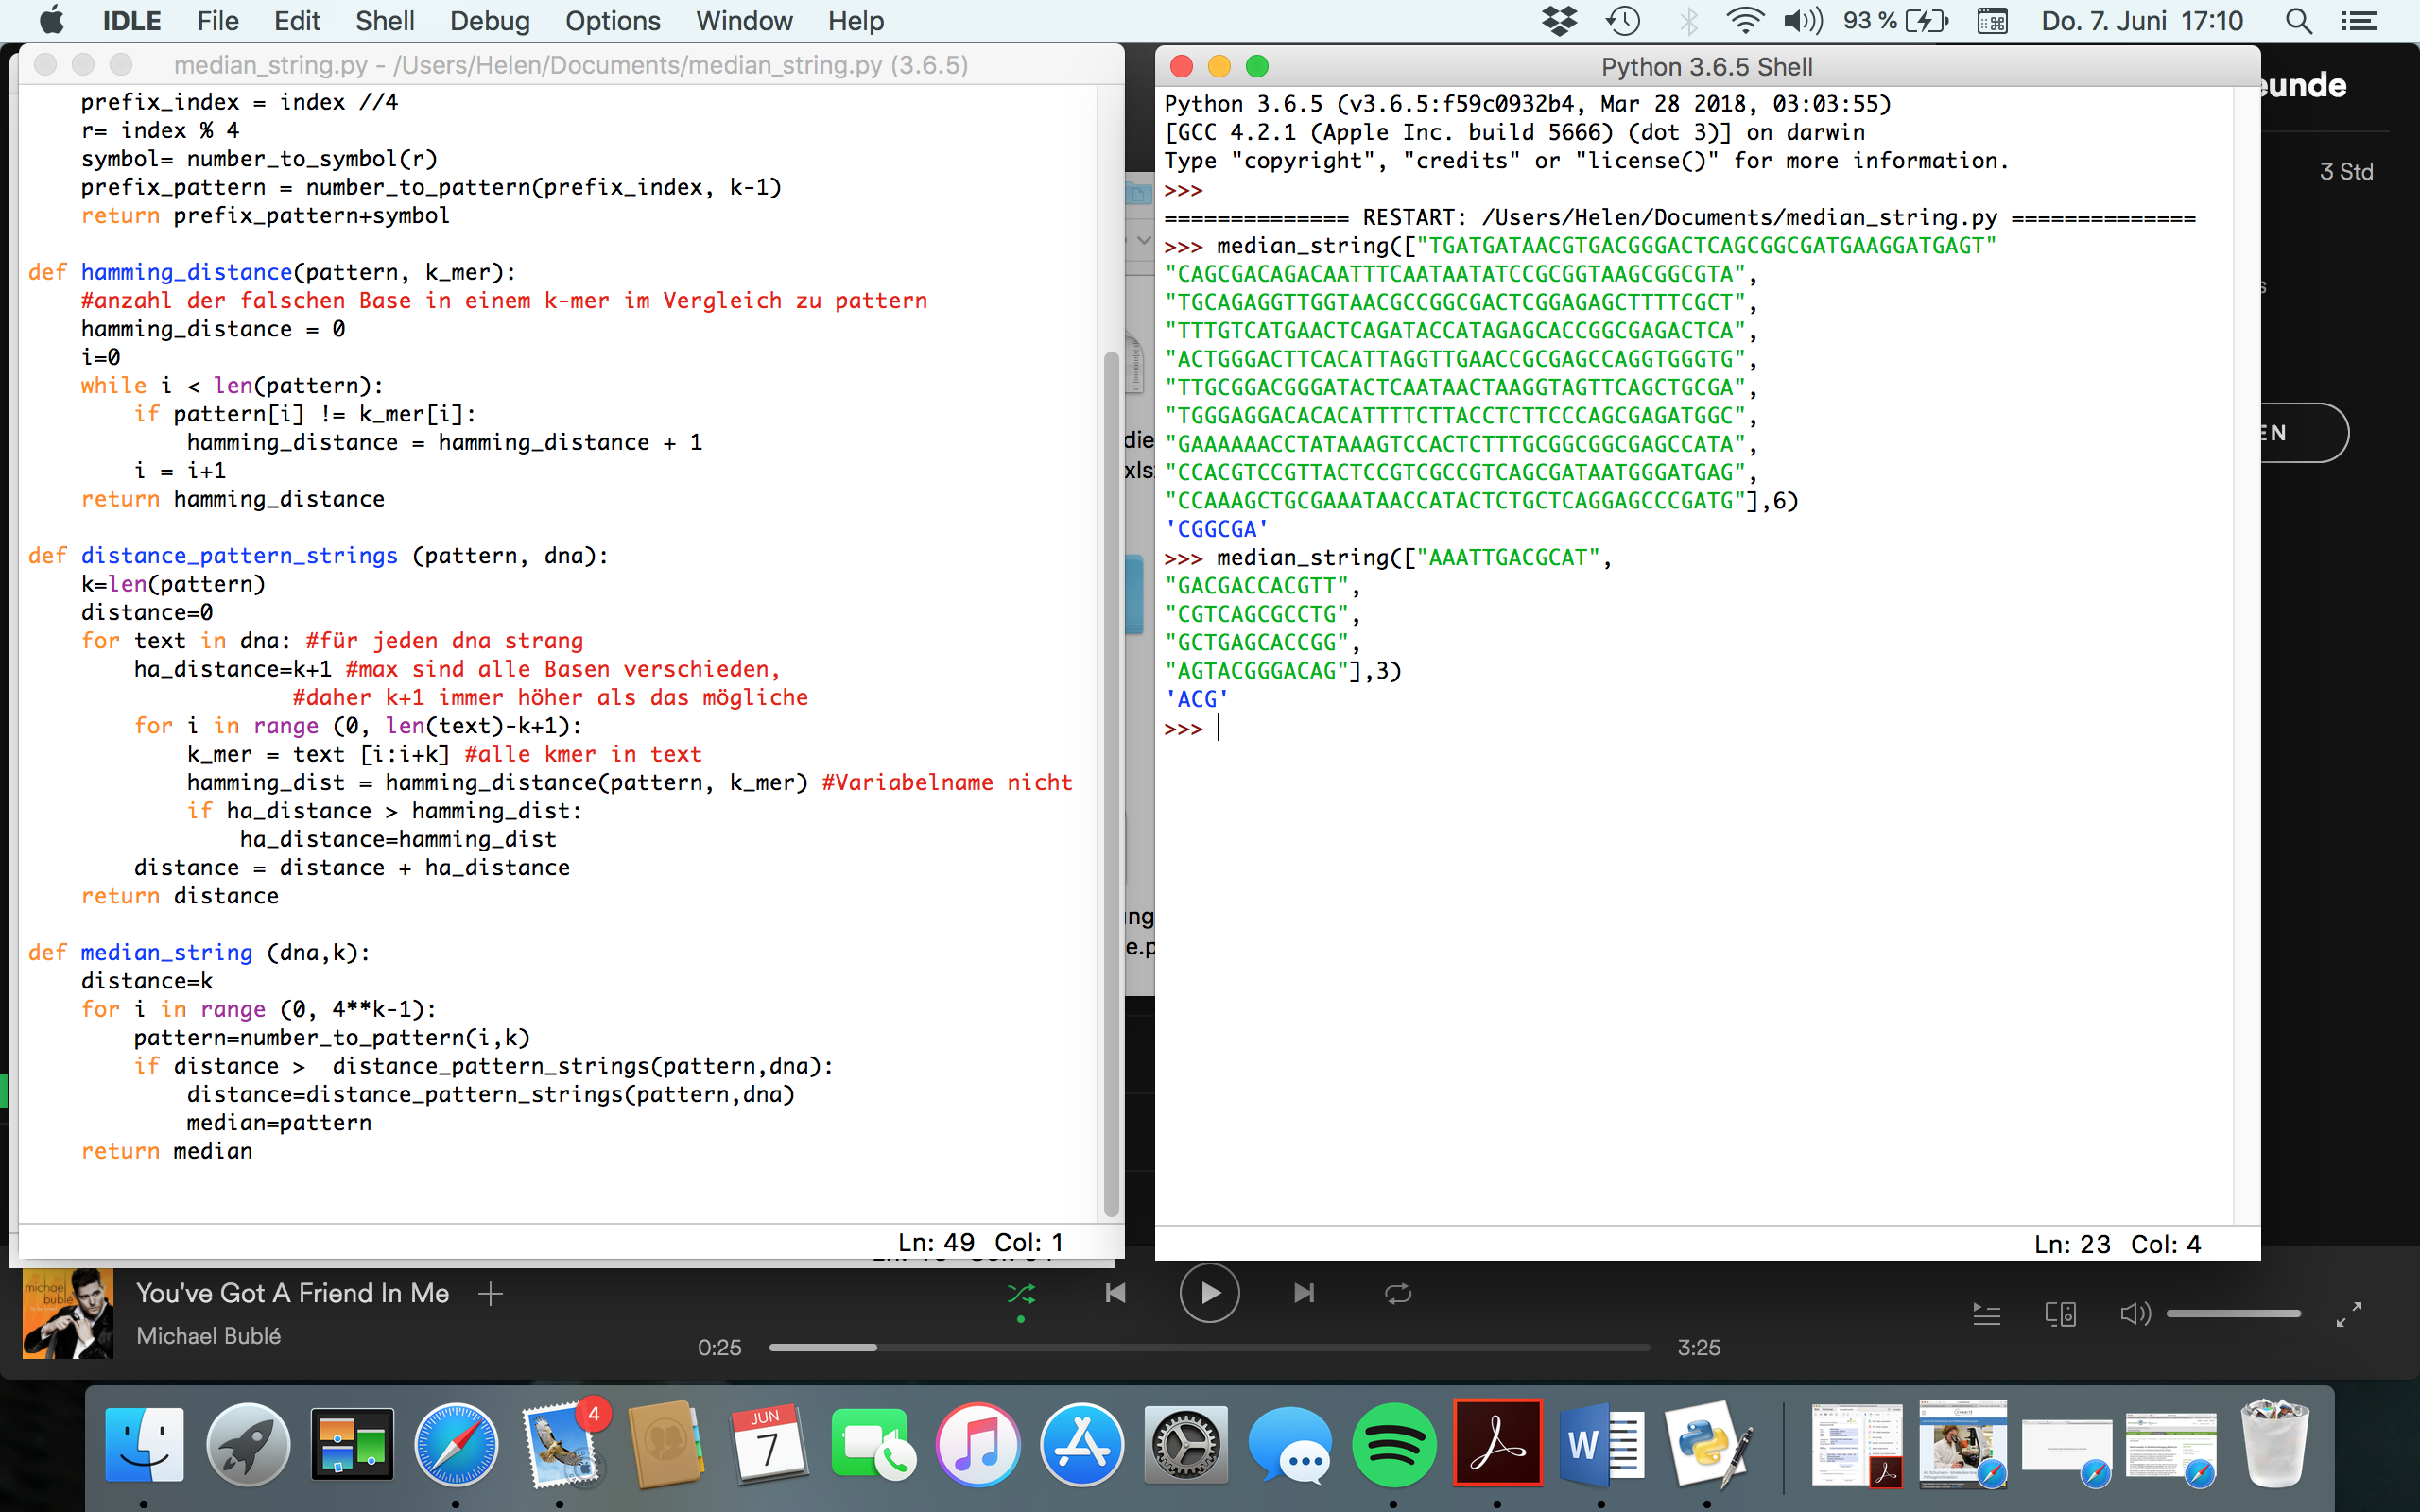 IDLE File Edit Shell Debug Options Window Help 93 % Do. 7. Juni 17:10
median_string.py - /Users/Helen/Documents/median_string.py (3.6.5)
prefix_index = index //4
r= index % 4
symbol= number_to_symbol(r)
prefix_pattern = number_to_pattern(prefix_index, k-1)
return prefix_pattern+symbol
def hamming_distance(pattern, k_mer):
#anzahl der falschen Base in einem k-mer im Vergleich zu pattern
hamming_distance = 0
i=0
while i < len(pattern):
if pattern[i] != k_mer[i]:
hamming_distance = hamming_distance + 1
i = i+1
return hamming_distance
def distance_pattern_strings (pattern, dna):
k=len(pattern)
distance=0
for text in dna: #für jeden dna strang
ha_distance=k+1 #max sind alle Basen verschieden,
#daher k+1 immer höher als das mögliche
for i in range (0, len(text)-k+1):
k_mer = text [i:i+k] #alle kmer in text
hamming_dist = hamming_distance(pattern, k_mer) #Variabelname nicht
if ha_distance > hamming_dist:
ha_distance=hamming_dist
distance = distance + ha_distance
return distance
def median_string (dna,k):
distance=k
for i in range (0, 4**k-1):
pattern=number_to_pattern(i,k)
if distance >  distance_pattern_strings(pattern,dna):
distance=distance_pattern_strings(pattern,dna)
median=pattern
return median
Ln: 49 Col: 1
Python 3.6.5 Shell
Python 3.6.5 (v3.6.5:f59c0932b4, Mar 28 2018, 03:03:55)
[GCC 4.2.1 (Apple Inc. build 5666) (dot 3)] on darwin
Type "copyright", "credits" or "license()" for more information.
>>>
============== RESTART: /Users/Helen/Documents/median_string.py ==============
>>> median_string(["TGATGATAACGTGACGGGACTCAGCGGCGATGAAGGATGAGT"
"CAGCGACAGACAATTTCAATAATATCCGCGGTAAGCGGCGTA",
"TGCAGAGGTTGGTAACGCCGGCGACTCGGAGAGCTTTTCGCT",
"TTTGTCATGAACTCAGATACCATAGAGCACCGGCGAGACTCA",
"ACTGGGACTTCACATTAGGTTGAACCGCGAGCCAGGTGGGTG",
"TTGCGGACGGGATACTCAATAACTAAGGTAGTTCAGCTGCGA",
"TGGGAGGACACACATTTTCTTACCTCTTCCCAGCGAGATGGC",
"GAAAAAACCTATAAAGTCCACTCTTTGCGGCGGCGAGCCATA",
"CCACGTCCGTTACTCCGTCGCCGTCAGCGATAATGGGATGAG",
"CCAAAGCTGCGAAATAACCATACTCTGCTCAGGAGCCCGATG"],6)
'CGGCGA'
>>> median_string(["AAATTGACGCAT",
"GACGACCACGTT",
"CGTCAGCGCCTG",
"GCTGAGCACCGG",
"AGTACGGGACAG"],3)
'ACG'
>>>
Ln: 23 Col: 4
eunde
3 Std
EN
die
xls
ng
e.p
You've Got A Friend In Me
Michael Bublé
michael bublé
0:25
3:25
4
JUN
7
W